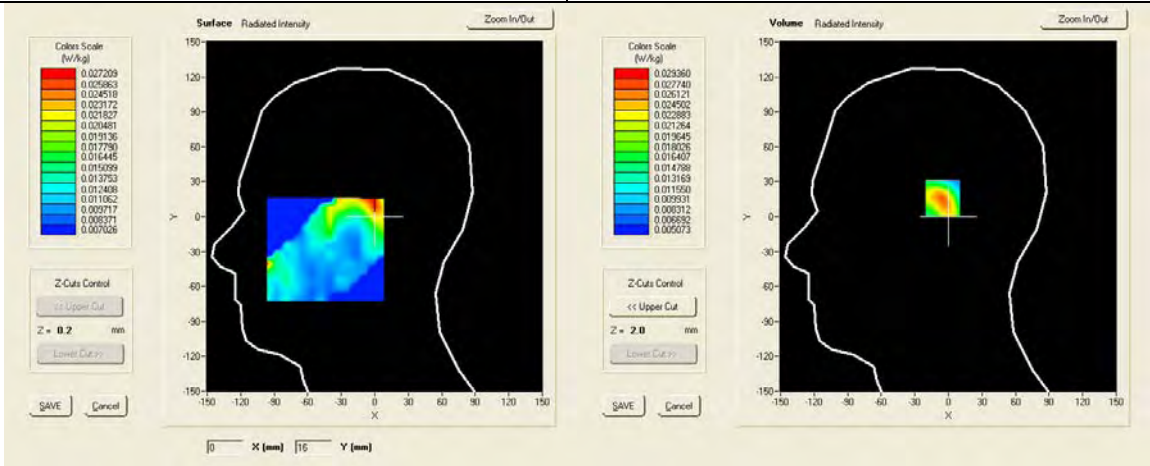 Surface Radiated Intensity
Zoom In/Out
Colors Scale
(W/kg)
0.027209
0.025863
0.024518
0.023172
0.021827
0.020481
0.019136
0.017790
0.016445
0.015099
0.013753
0.012408
0.011062
0.009717
0.008371
0.007026
Z-Cuts Control
<< Upper Cut
Z = 0.2 mm
Lower Cut >>
SAVE
Cancel
150
120
90
60
30
0
-30
-60
-90
-120
-150
Y
-150 -120 -90 -60 -30 0 30 60 90 120 150
X
0 X (mm) 16 Y (mm)
Volume Radiated Intensity
Zoom In/Out
Colors Scale
(W/kg)
0.029360
0.027740
0.026121
0.024502
0.022883
0.021264
0.019645
0.018026
0.016407
0.014788
0.013169
0.011550
0.009931
0.008312
0.006692
0.005073
Z-Cuts Control
<< Upper Cut
Z = 2.0 mm
Lower Cut >>
SAVE
Cancel
150
120
90
60
30
0
-30
-60
-90
-120
-150
Y
-150 -120 -90 -60 -30 0 30 60 90 120 150
X